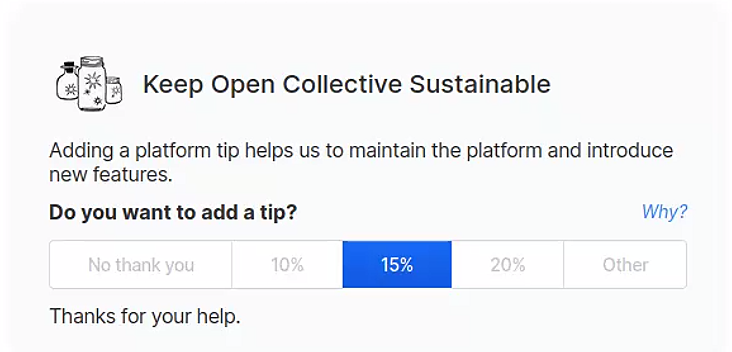 Keep Open Collective Sustainable
Adding a platform tip helps us to maintain the platform and introduce
new features.
Do you want to add a tip? Why?
No thank you 10% 15% 20% Other
Thanks for your help.